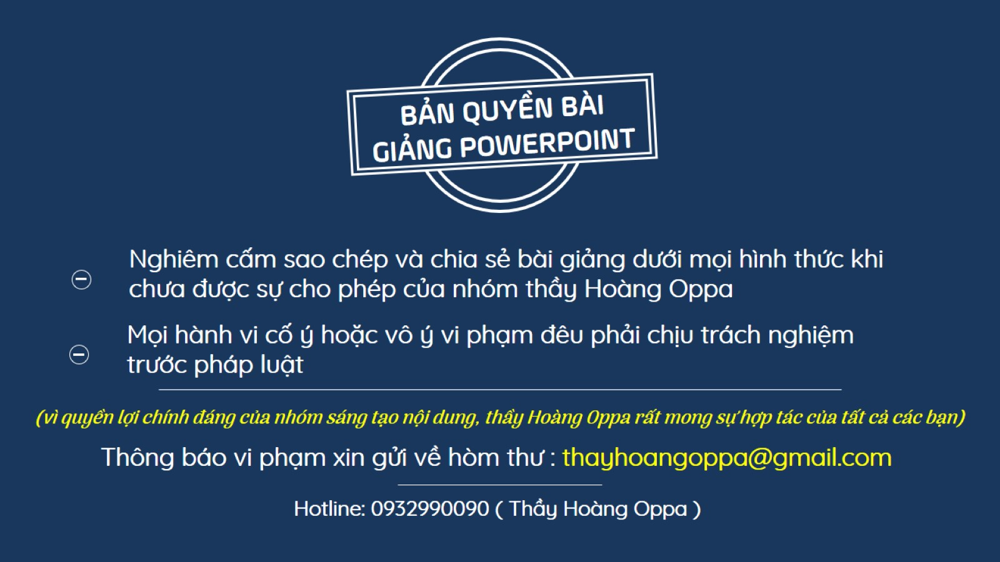 BẢN QUYỀN BÀI
GIẢNG POWERPOINT
Nghiêm cấm sao chép và chia sẻ bài giảng dưới mọi hình thức khi
chưa được sự cho phép của nhóm thầy Hoàng Oppa
Mọi hành vi cố ý hoặc vô ý vi phạm đêu phải chịu trách nghiệm
trước pháp luật
(vì quyền lợi chính đáng của nhóm sáng tạo nội dung, thầy Hoàng Oppa rất mong sự hợp tác của tất cả các bạn)
Thông báo vi phạm xin gửi về hòm thư : thayhoangoppa@gmail.com
Hotline: 0932990090 ( Thầy Hoàng Oppa )